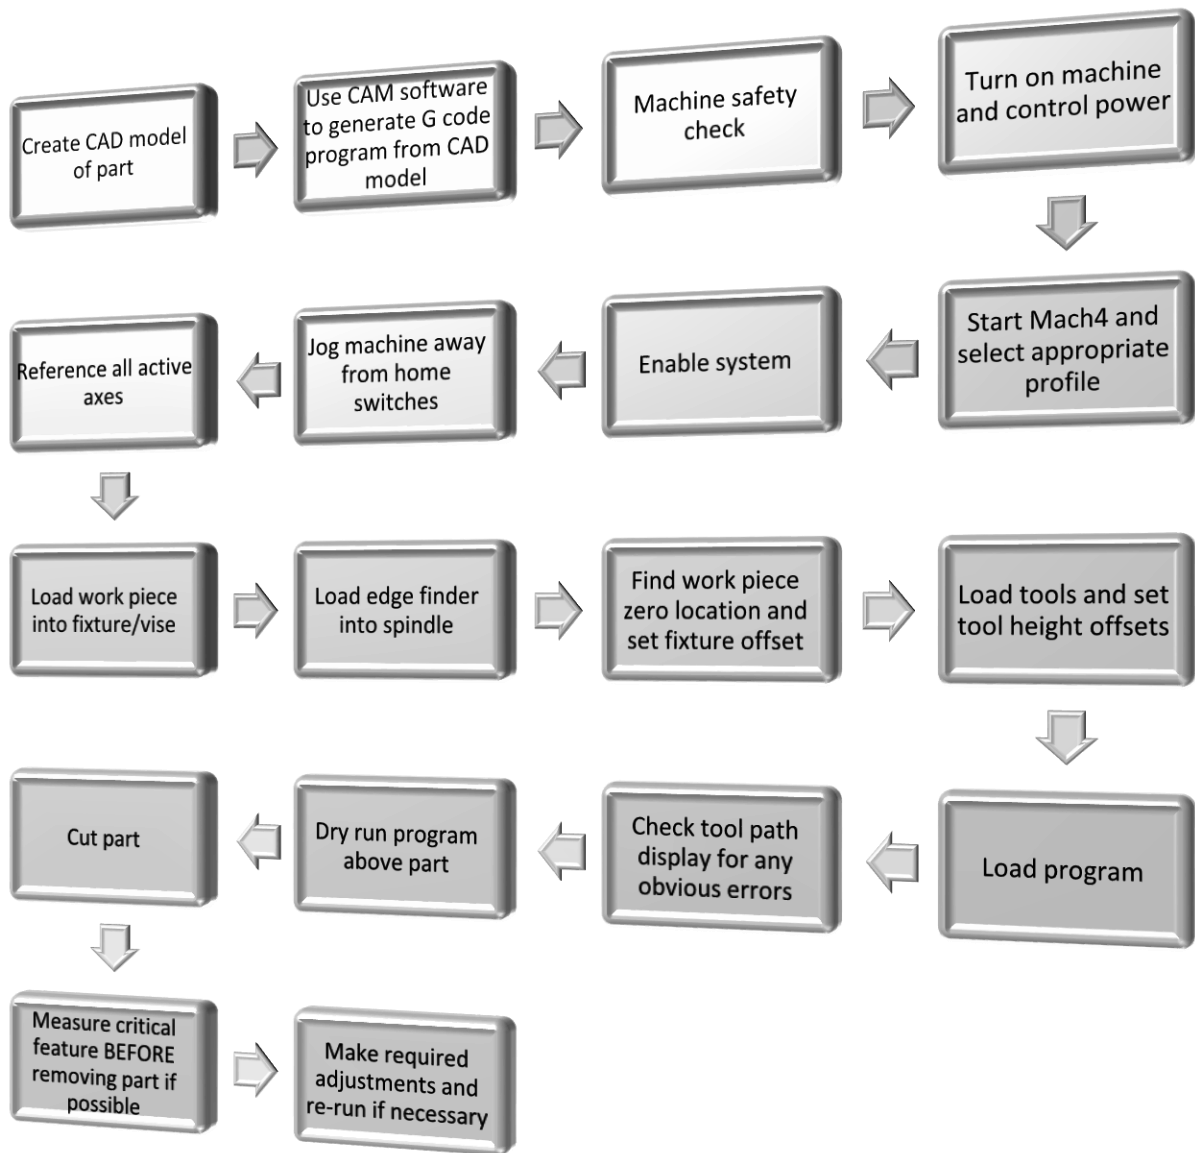 Create CAD model
of part
Use CAM software
to generate G code
program from CAD
model
Machine safety
check
Turn on machine
and control power
Start Mach4 and
select appropriate
profile
Enable system
Jog machine away
from home
switches
Reference all active
axes
Load work piece
into fixture/vise
Load edge finder
into spindle
Find work piece
zero location and
set fixture offset
Load tools and set
tool height offsets
Load program
Check tool path
display for any
obvious errors
Dry run program
above part
Cut part
Measure critical
feature BEFORE
removing part if
possible
Make required
adjustments and
re-run if necessary